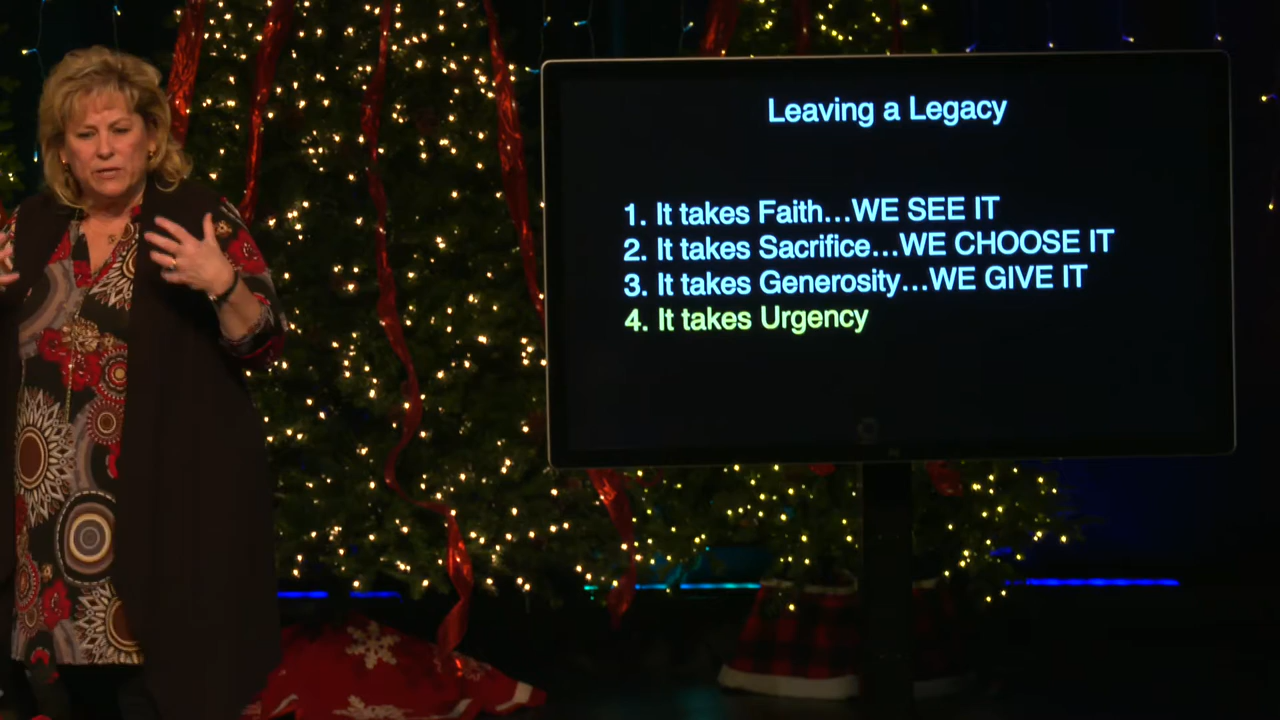 Leaving a Legacy
1. It takes Faith...WE SEE IT
2. It takes Sacrifice...WE CHOOSE IT
3. It takes Generosity...WE GIVE IT
4. It takes Urgency